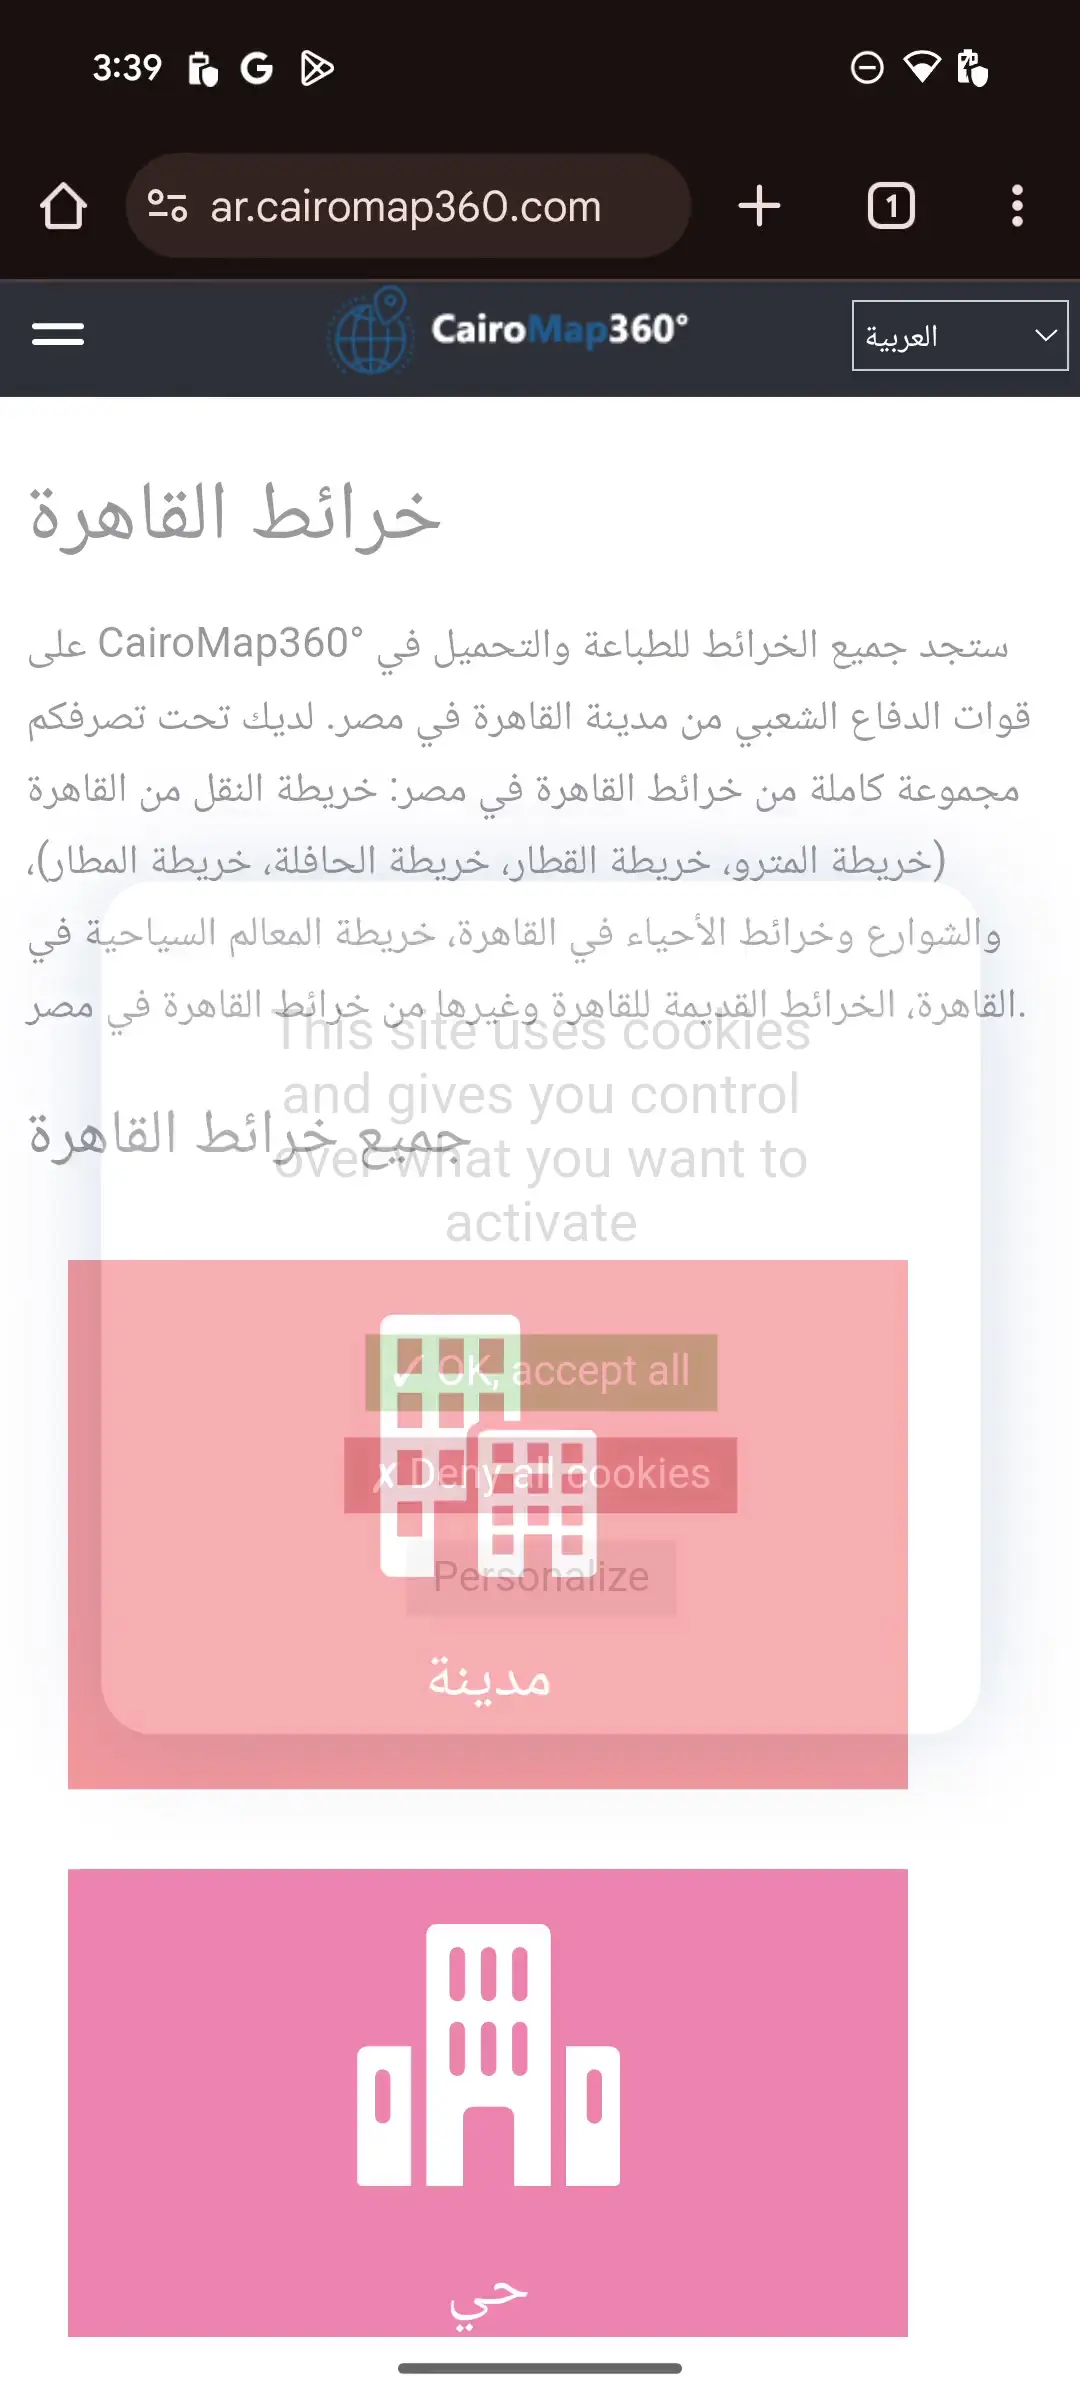 3:39
ar.cairomap360.com
1
CairoMap360°
العربية
خرائط القاهرة
ستجد جميع الخرائط للطباعة والتحميل في CairoMap360° على
قوات الدفاع الشعبي من مدينة القاهرة في مصر. لديك تحت تصرفكم
مجموعة كاملة من خرائط القاهرة في مصر: خريطة النقل من القاهرة
(خريطة المترو، خريطة القطار، خريطة الحافلة، خريطة المطار)،
والشوارع وخرائط الأحياء في القاهرة، خريطة المعالم السياحية في
القاهرة، الخرائط القديمة للقاهرة وغيرها من خرائط القاهرة في مصر.
This site uses cookies
and gives you control
over what you want to
activate
جميع خرائط القاهرة
✓ OK, accept all
✗ Deny all cookies
Personalize
مدينة
حي